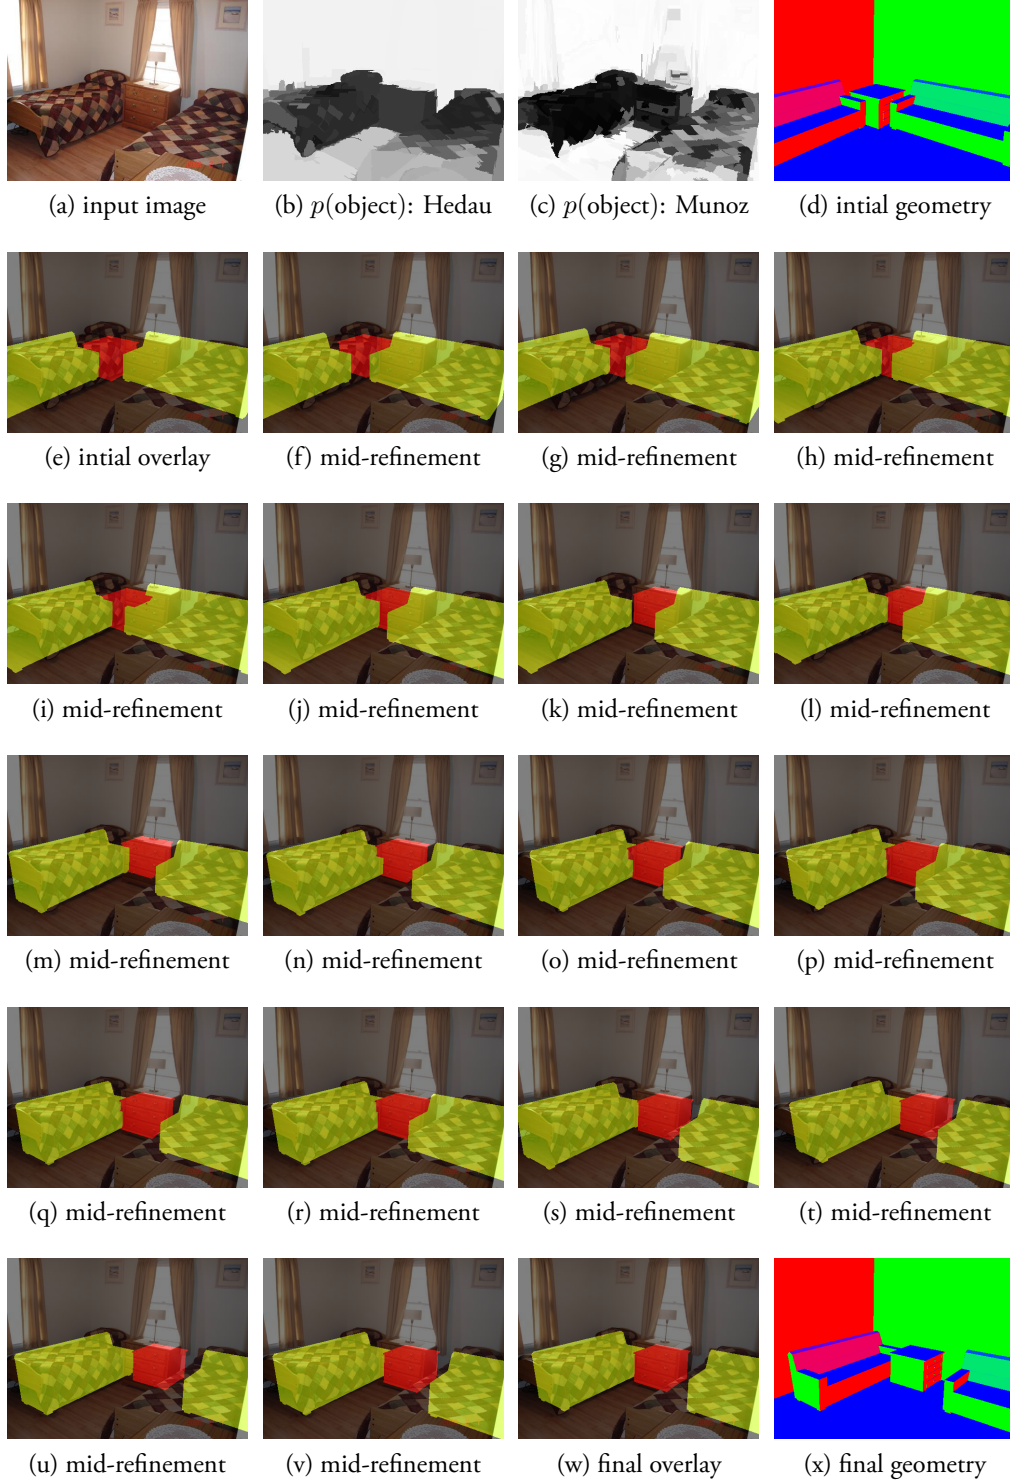 (a) input image
(b) p(object): Hedau
(c) p(object): Munoz
(d) intial geometry
(e) intial overlay
(f) mid-refinement
(g) mid-refinement
(h) mid-refinement
(i) mid-refinement
(j) mid-refinement
(k) mid-refinement
(l) mid-refinement
(m) mid-refinement
(n) mid-refinement
(o) mid-refinement
(p) mid-refinement
(q) mid-refinement
(r) mid-refinement
(s) mid-refinement
(t) mid-refinement
(u) mid-refinement
(v) mid-refinement
(w) final overlay
(x) final geometry